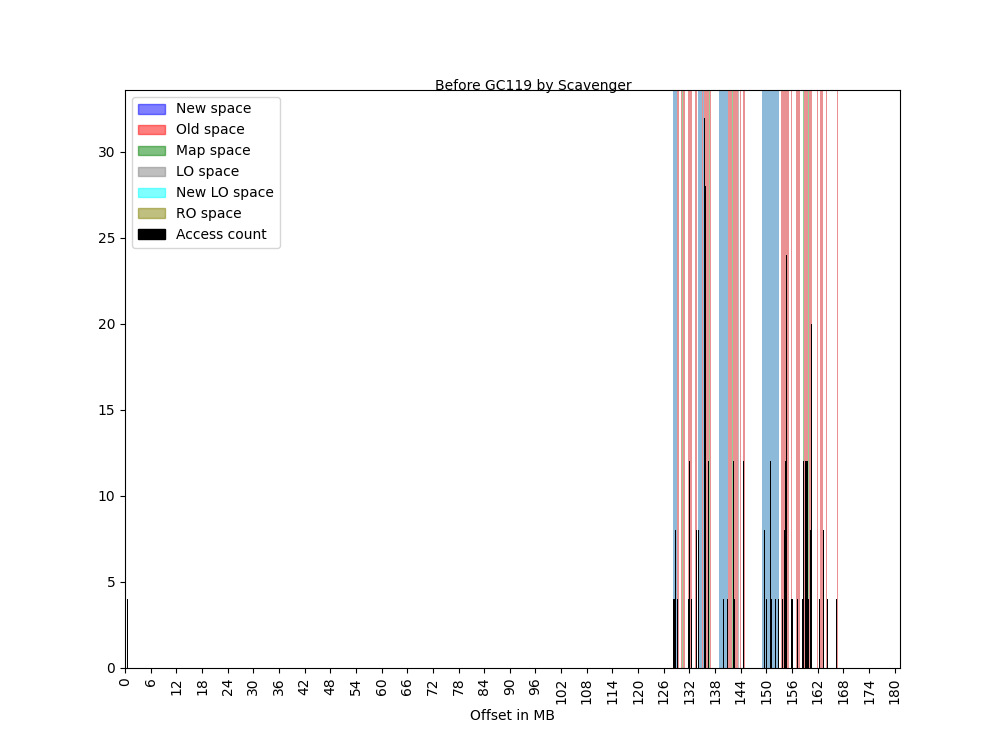 Before GC119 by Scavenger
New space
Old space
Map space
LO space
New LO space
RO space
Access count
30
25
20
15
10
5
0
0 6 12 18 24 30 36 42 48 54 60 66 72 78 84 90 96 102 108 114 120 126 132 138 144 150 156 162 168 174 180
Offset in MB